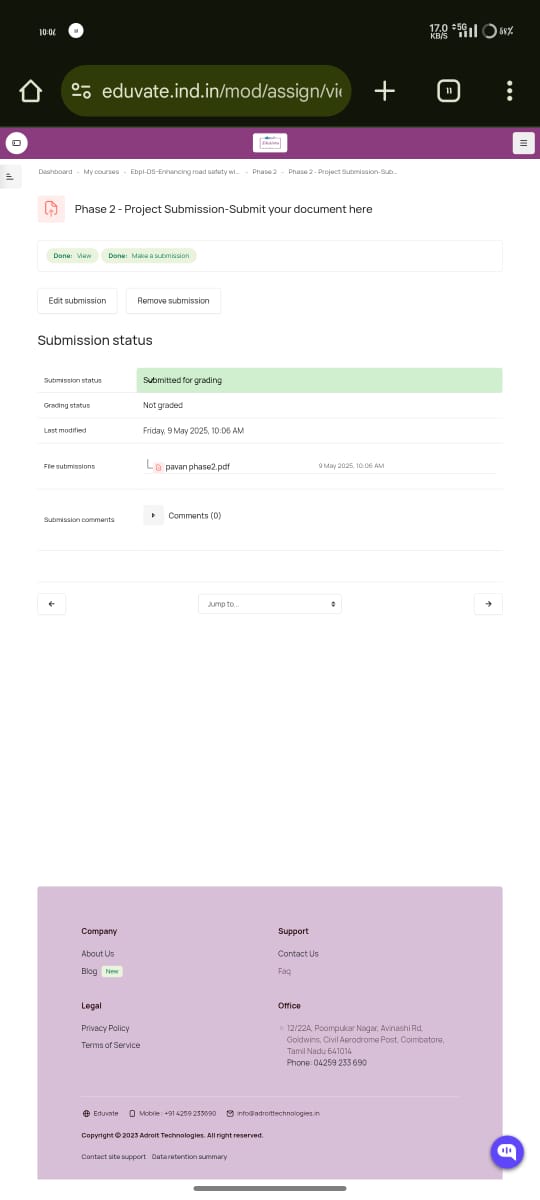 10:06
17.0
KB/S
5G
eduvate.ind.in/mod/assign/vie
11
Dashboard - My courses - Ebpl-DS-Enhancing road safety wi... - Phase 2 - Phase 2 - Project Submission-Sub...
Phase 2 - Project Submission-Submit your document here
Done: View Done: Make a submission
Edit submission Remove submission
Submission status
Submission status Submitted for grading
Grading status Not graded
Last modified Friday, 9 May 2025, 10:06 AM
File submissions pavan phase2.pdf 9 May 2025, 10:06 AM
Submission comments Comments (0)
Jump to...
Company Support
About Us Contact Us
Blog New Faq
Legal Office
Privacy Policy 12/22A, Poompukar Nagar, Avinashi Rd,
Terms of Service Goldwins, Civil Aerodrome Post, Coimbatore,
Tamil Nadu 641014
Phone: 04259 233 690
Eduvate Mobile : +91 4259 233690 info@adroittechnologies.in
Copyright © 2023 Adroit Technologies. All right reserved.
Contact site support Data retention summary